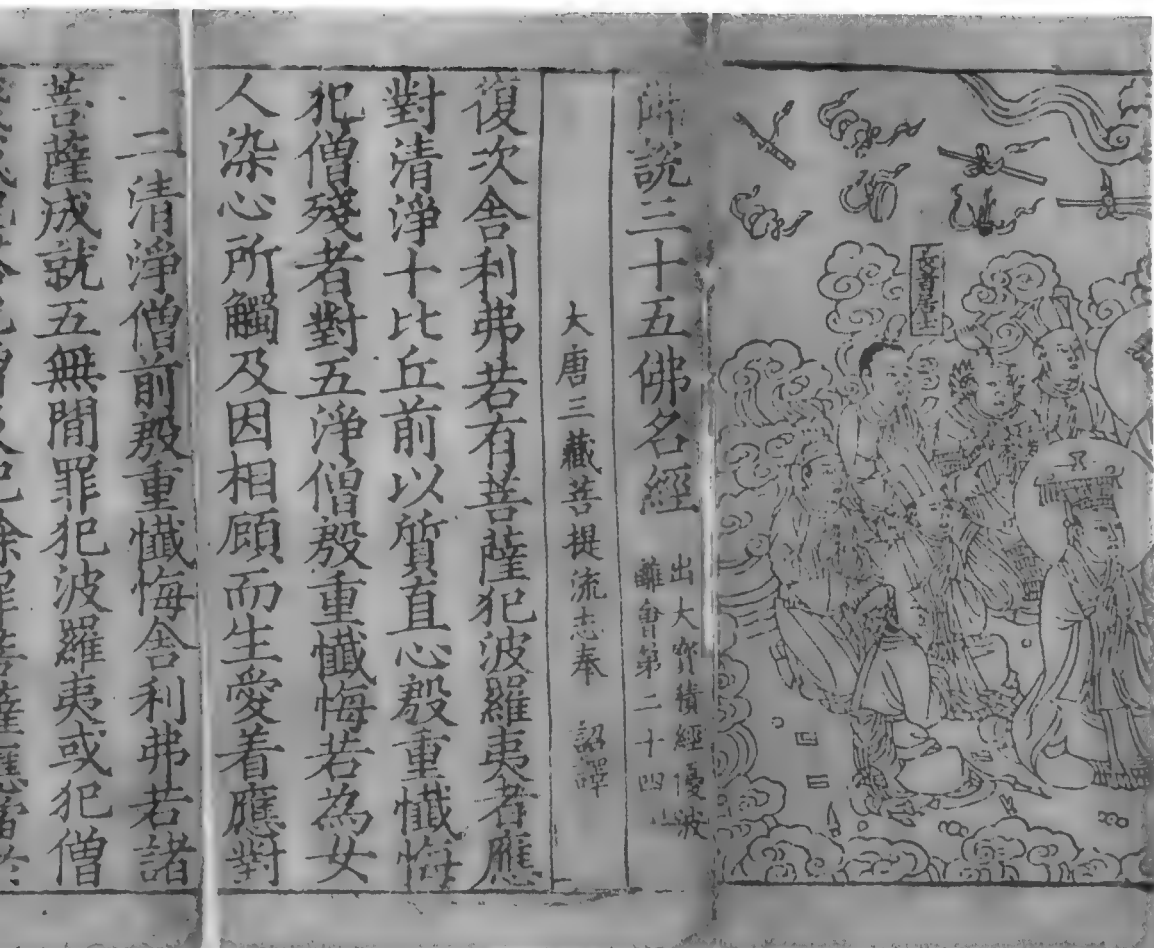 佛說三十五佛名經
出大寶積經優波
離會第二十四
大唐三藏菩提流志奉 詔譯
復次舍利弗若有菩薩犯波羅夷者應
對清淨十比丘前以質直心殷重懺悔
犯僧殘者對五淨僧殷重懺悔若為女
人染心所觸及因相顧而生愛着應對
二清淨僧前殷重懺悔舍利弗若諸
菩薩成就五無間罪犯波羅夷或犯僧